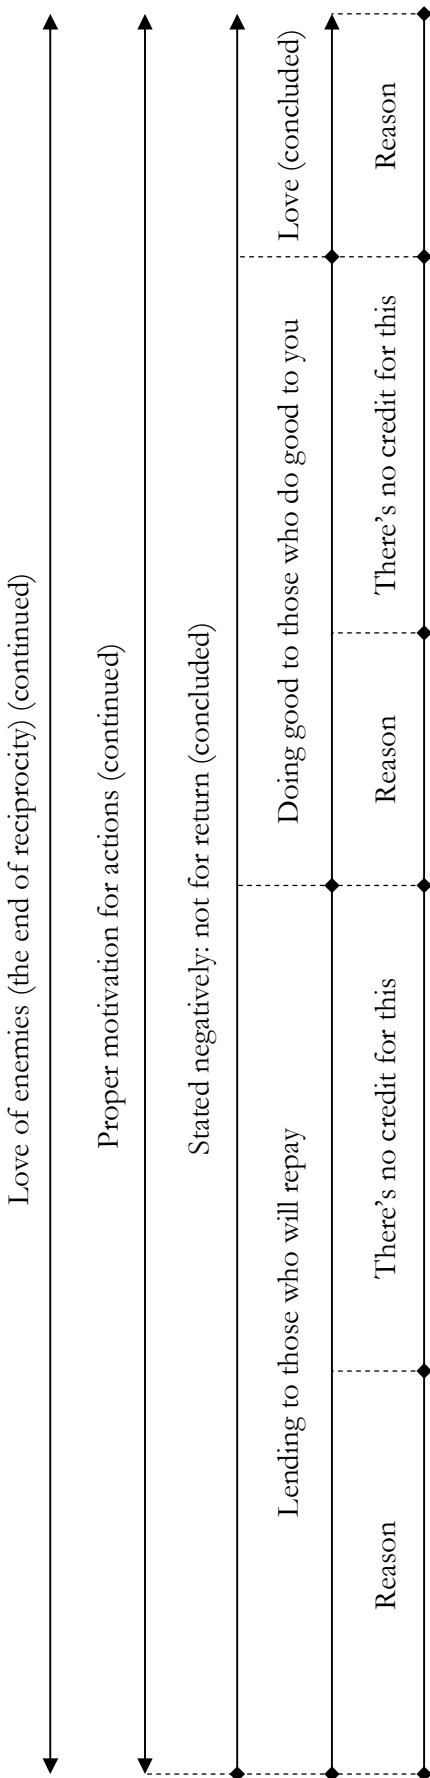 Love of enemies (the end of reciprocity) (continued)
Proper motivation for actions (continued)
Stated negatively: not for return (concluded)
Love (concluded)
Doing good to those who do good to you
Lending to those who will repay
Reason
There's no credit for this
Reason
There's no credit for this
Reason